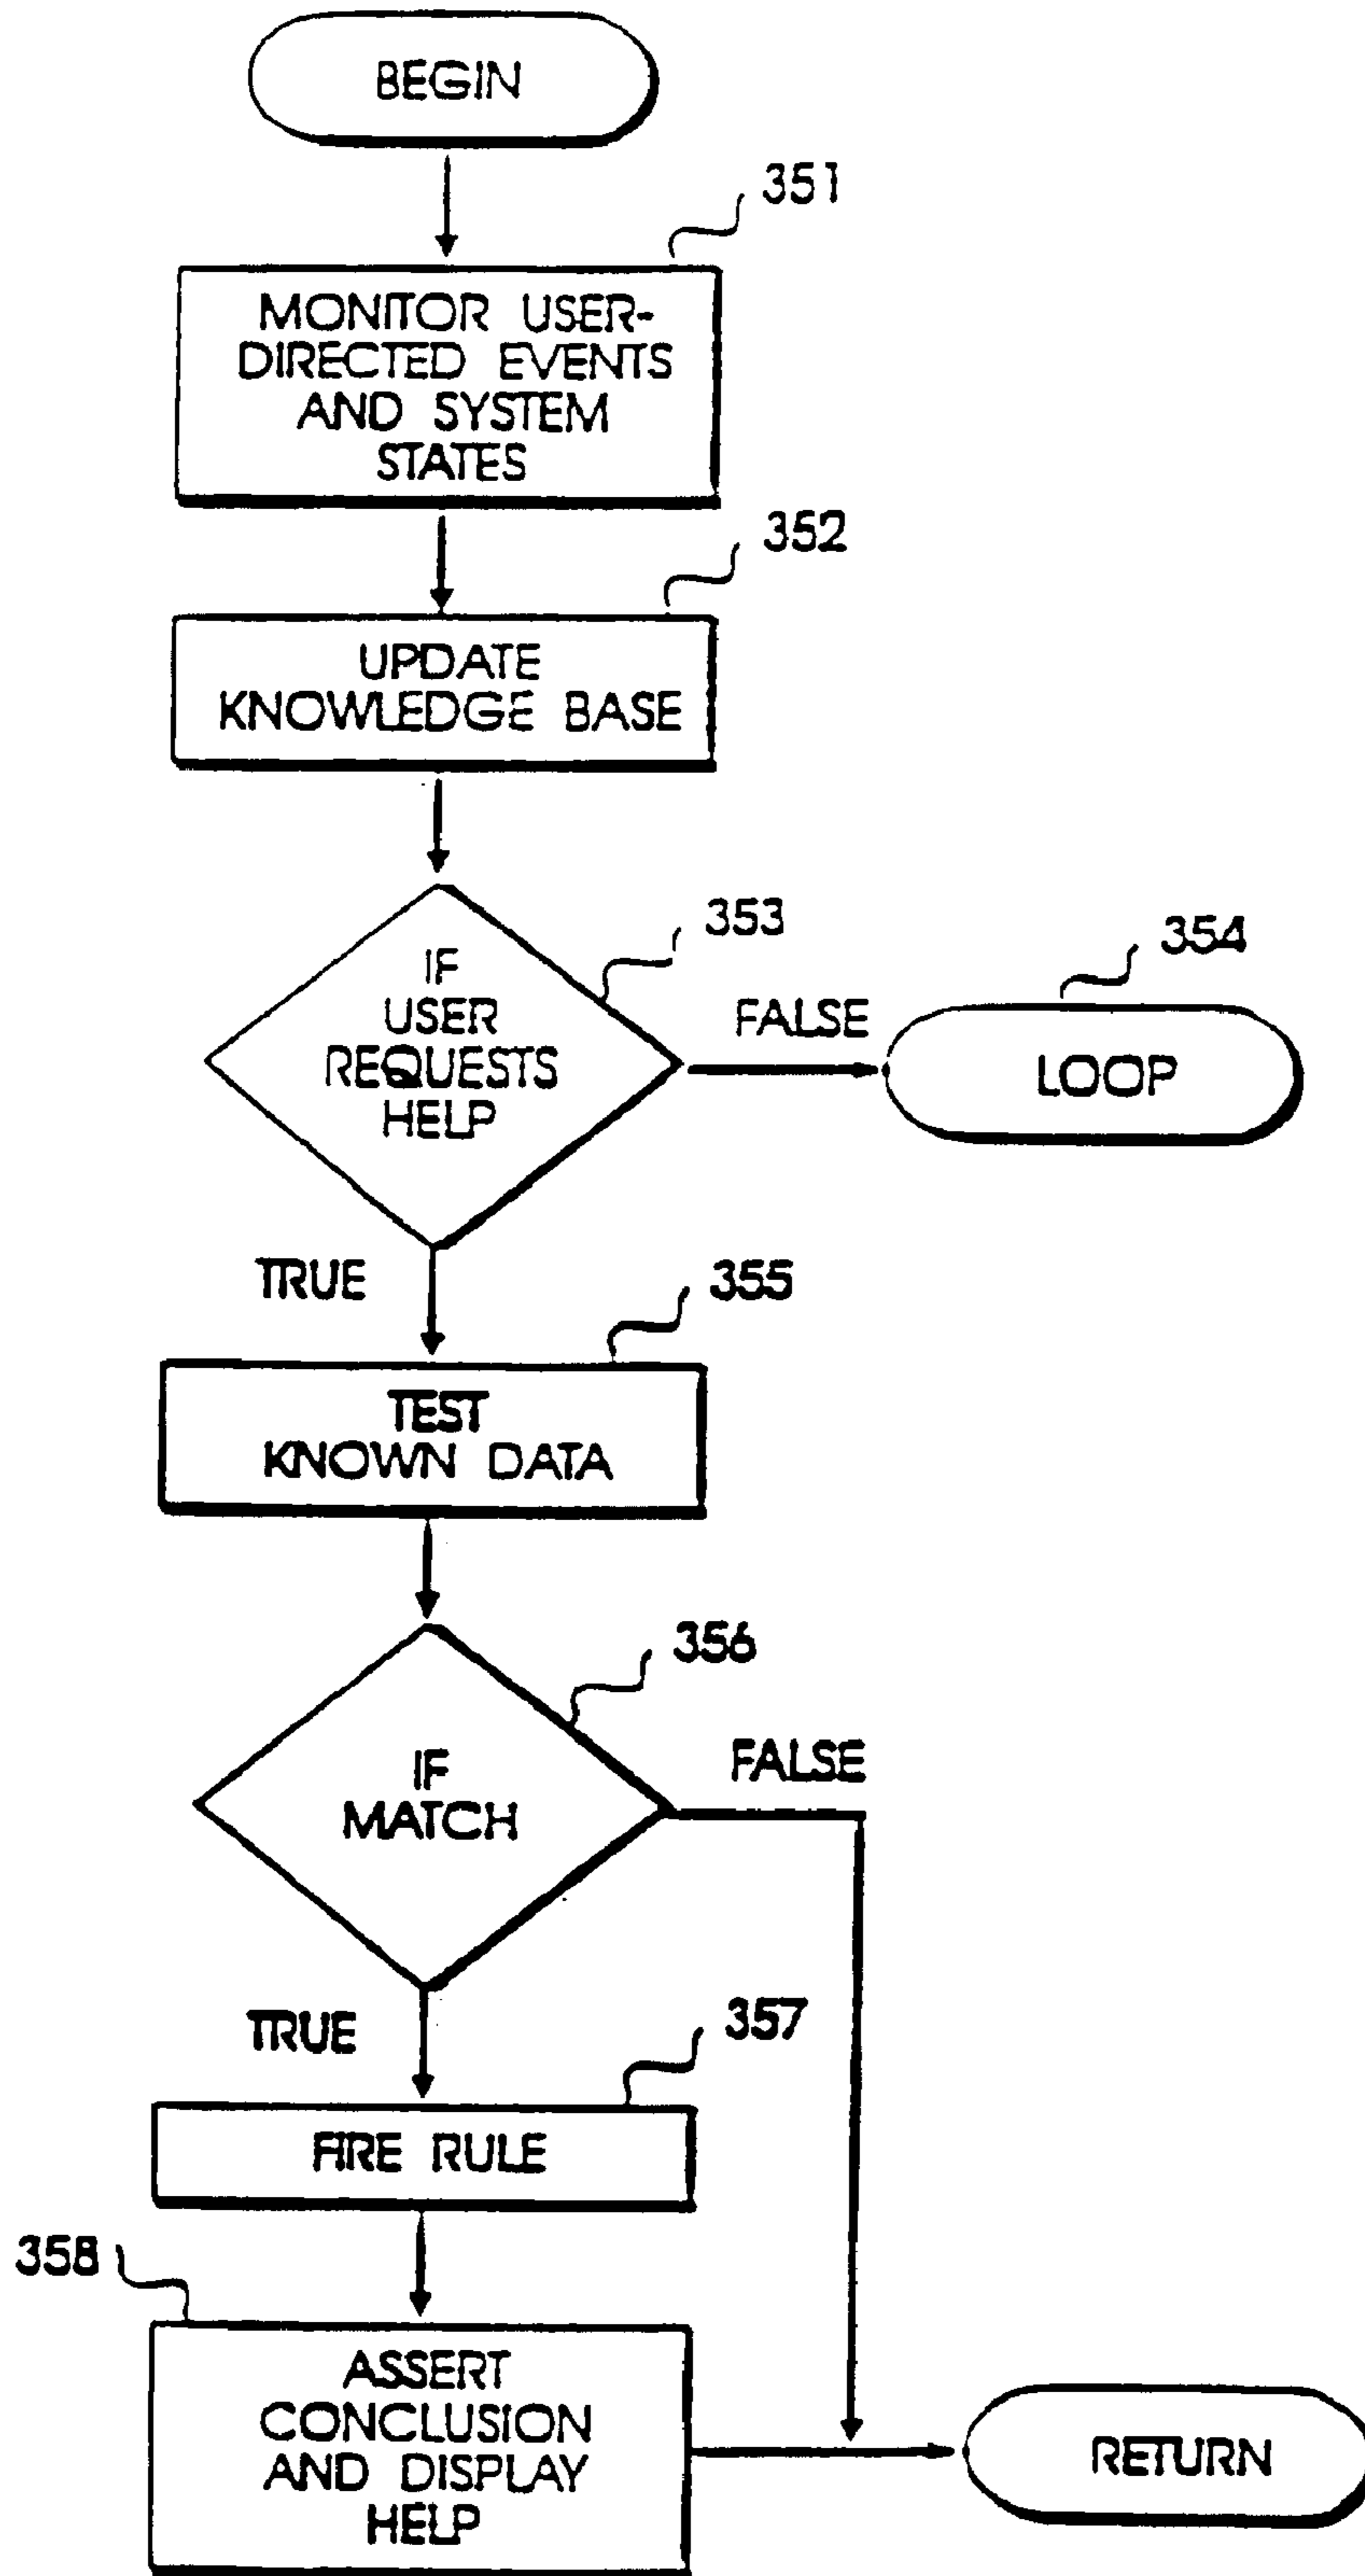 BEGIN
351
MONITOR USER-
DIRECTED EVENTS
AND SYSTEM
STATES
352
UPDATE
KNOWLEDGE BASE
353
IF
USER
REQUESTS
HELP
FALSE
354
LOOP
TRUE
355
TEST
KNOWN DATA
356
IF
MATCH
FALSE
TRUE
357
FIRE RULE
358
ASSERT
CONCLUSION
AND DISPLAY
HELP
RETURN